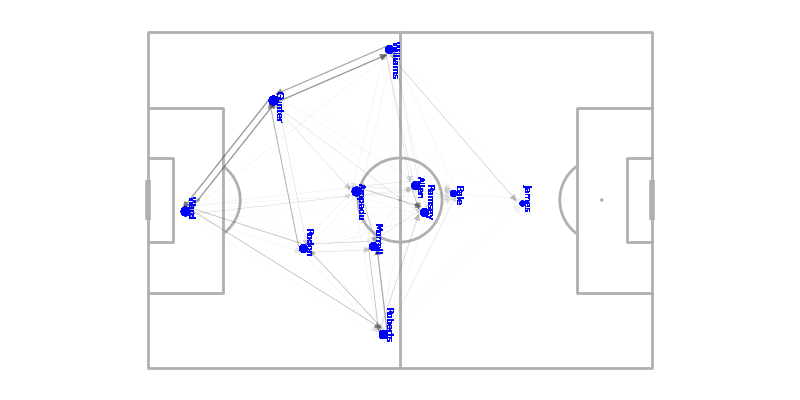 Williams
Gunter
Ward
Allen
Ramsey
Bale
James
Ampadu
Rodon
Morrell
Roberts